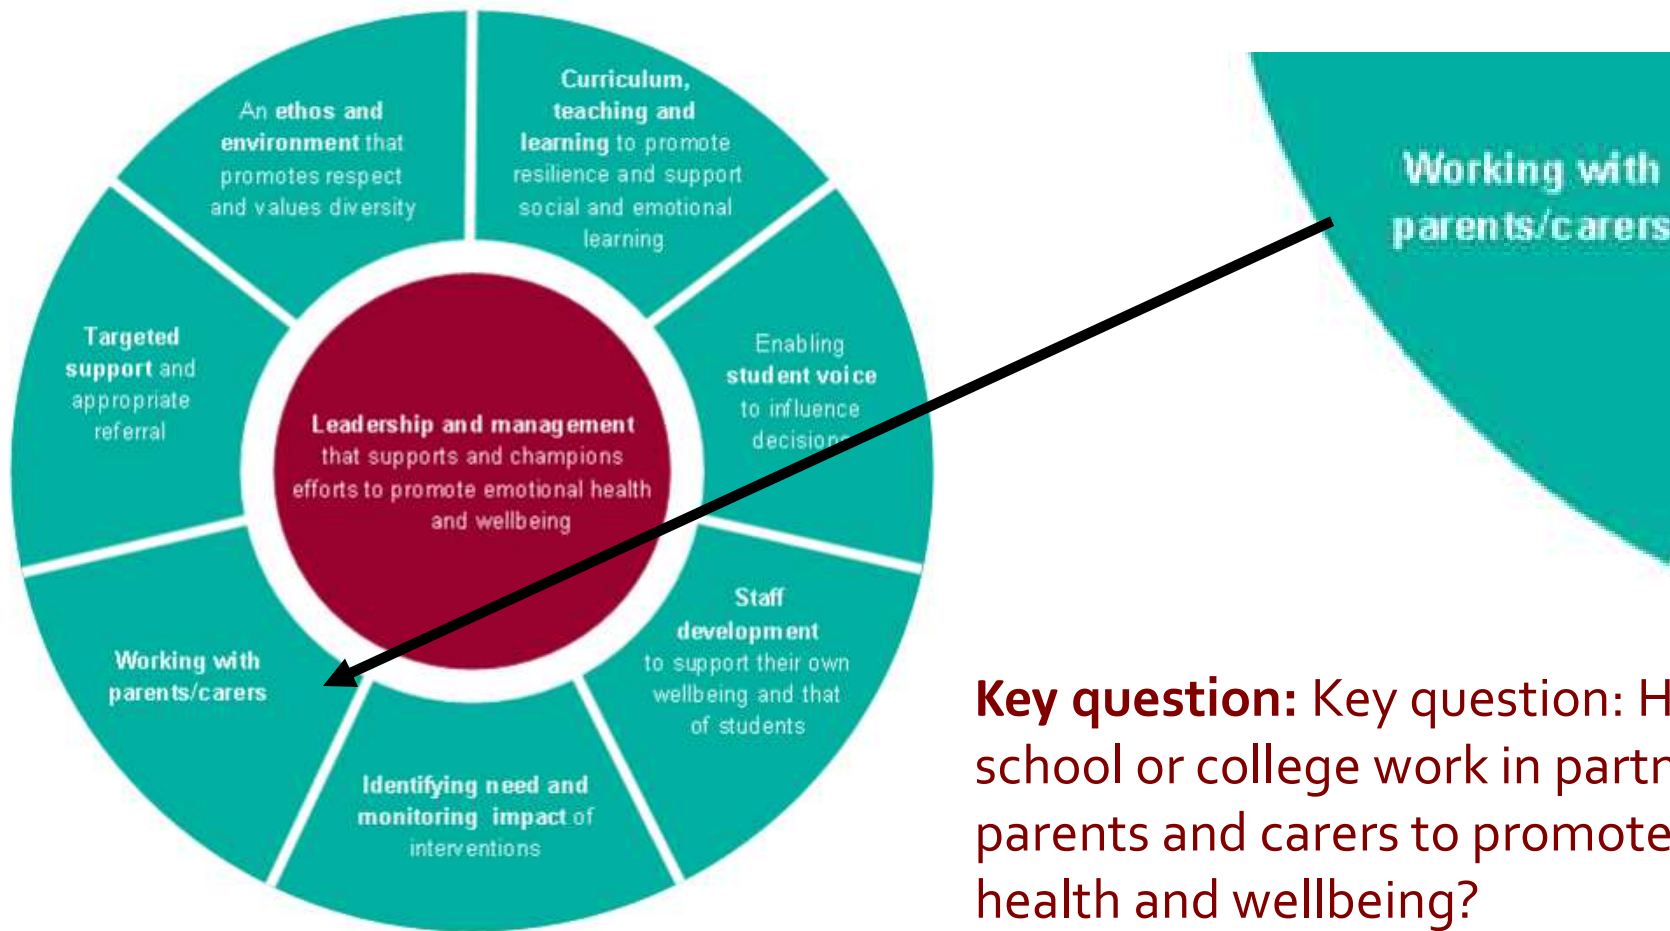 Curriculum,
teaching and
learning to promote
resilience and support
social and emotional
learning
An ethos and
environment that
promotes respect
and values diversity
Enabling
student voice
to influence
decisions
Targeted
support and
appropriate
referral
Leadership and management
that supports and champions
efforts to promote emotional health
and wellbeing
Staff
development
to support their own
wellbeing and that
of students
Working with
parents/carers
Identifying need and
monitoring impact of
interventions
Working with
parents/carers
Key question: Key question: H
school or college work in partn
parents and carers to promote
health and wellbeing?